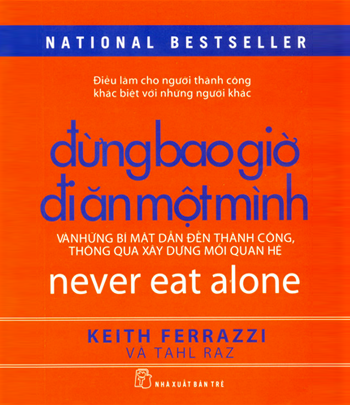 NATIONAL BESTSELLER
Điều làm cho người thành công
khác biệt với những người khác
đừng bao giờ
đi ăn một mình
VÀ NHỮNG BÍ MẬT DẪN ĐẾN THÀNH CÔNG,
THÔNG QUA XÂY DỰNG MỐI QUAN HỆ
never eat alone
KEITH FERRAZZI
VÀ TAHL RAZ
NHÀ XUẤT BẢN TRẺ